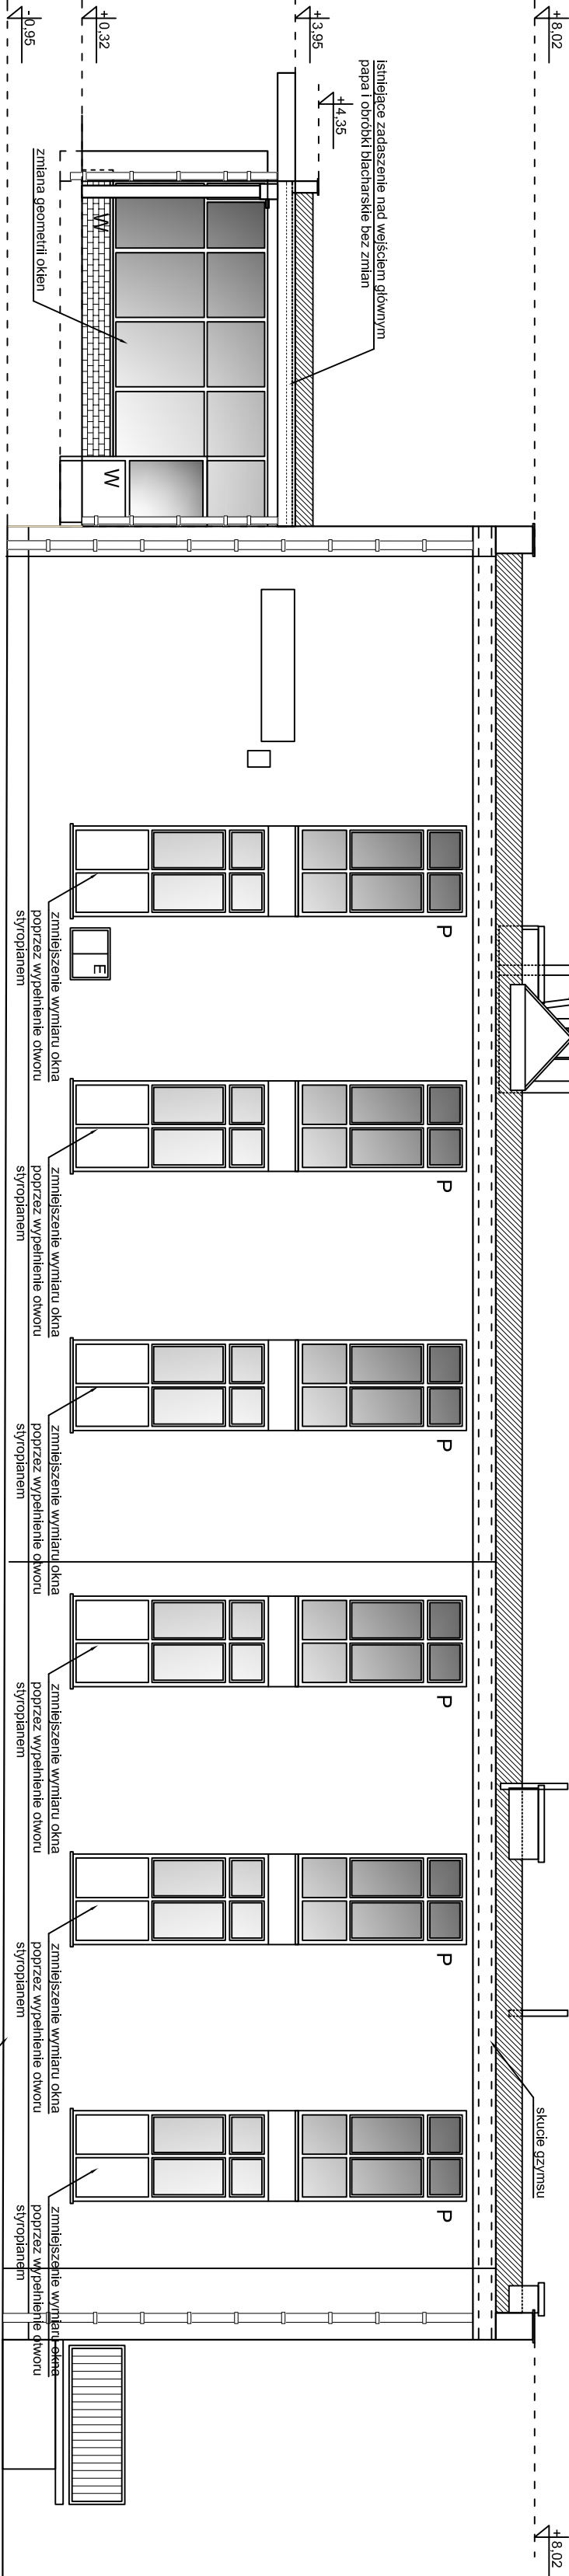 +8,02
+3,95
+4,35
+0,32
-0,95
istniejące zadaszenie nad wejściem głównym
papa i obróbki blacharskie bez zmian
zmiana geometrii okien
W
W
P
P
P
P
P
P
E
zmniejszenie wymiaru okna
poprzez wypełnienie otworu
styropianem
zmniejszenie wymiaru okna
poprzez wypełnienie otworu
styropianem
zmniejszenie wymiaru okna
poprzez wypełnienie otworu
styropianem
zmniejszenie wymiaru okna
poprzez wypełnienie otworu
styropianem
zmniejszenie wymiaru okna
poprzez wypełnienie otworu
styropianem
zmniejszenie wymiaru okna
poprzez wypełnienie otworu
styropianem
skucie gzymsu
+8,02